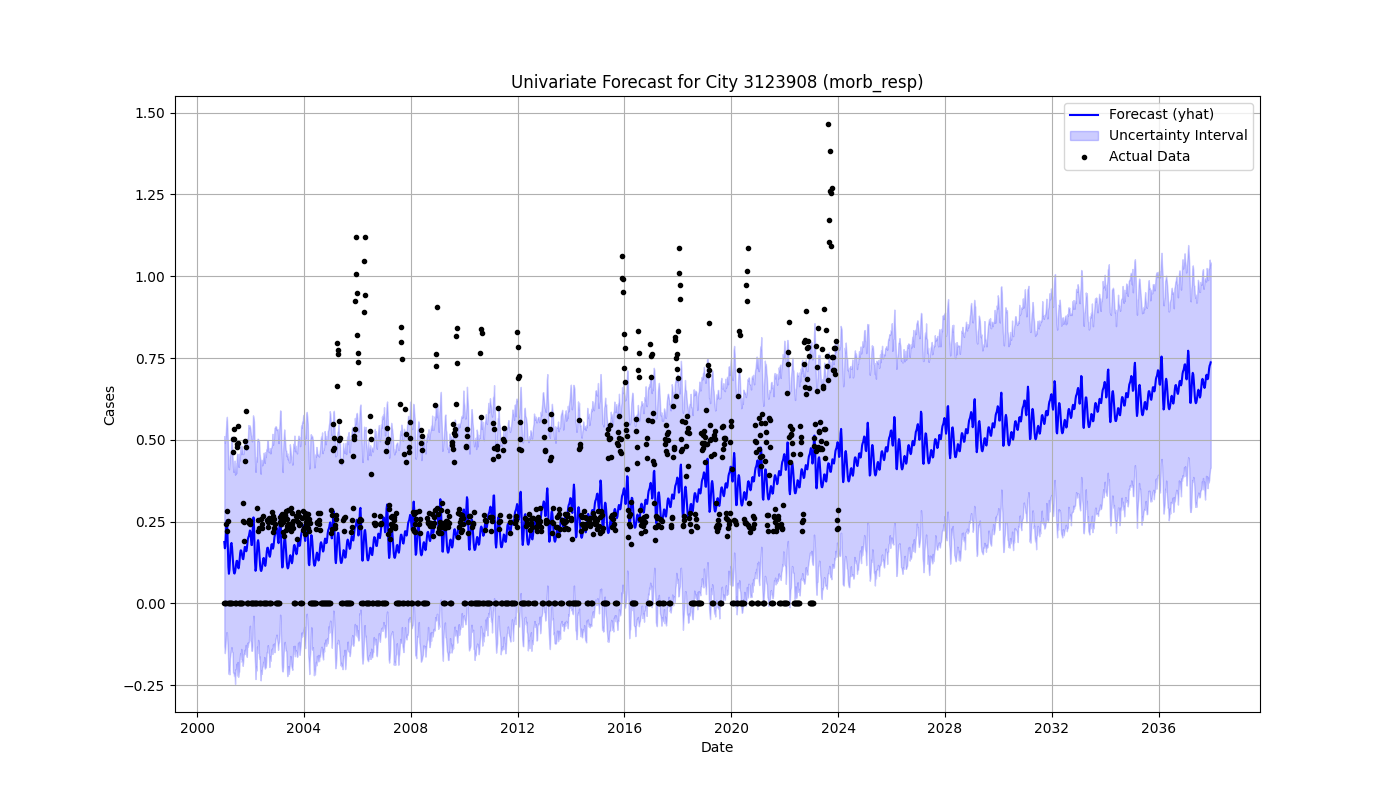 Univariate Forecast for City 3123908 (morb_resp)
Forecast (yhat)
Uncertainty Interval
Actual Data
Cases
1.50
1.25
1.00
0.75
0.50
0.25
0.00
−0.25
2000 2004 2008 2012 2016 2020 2024 2028 2032 2036
Date